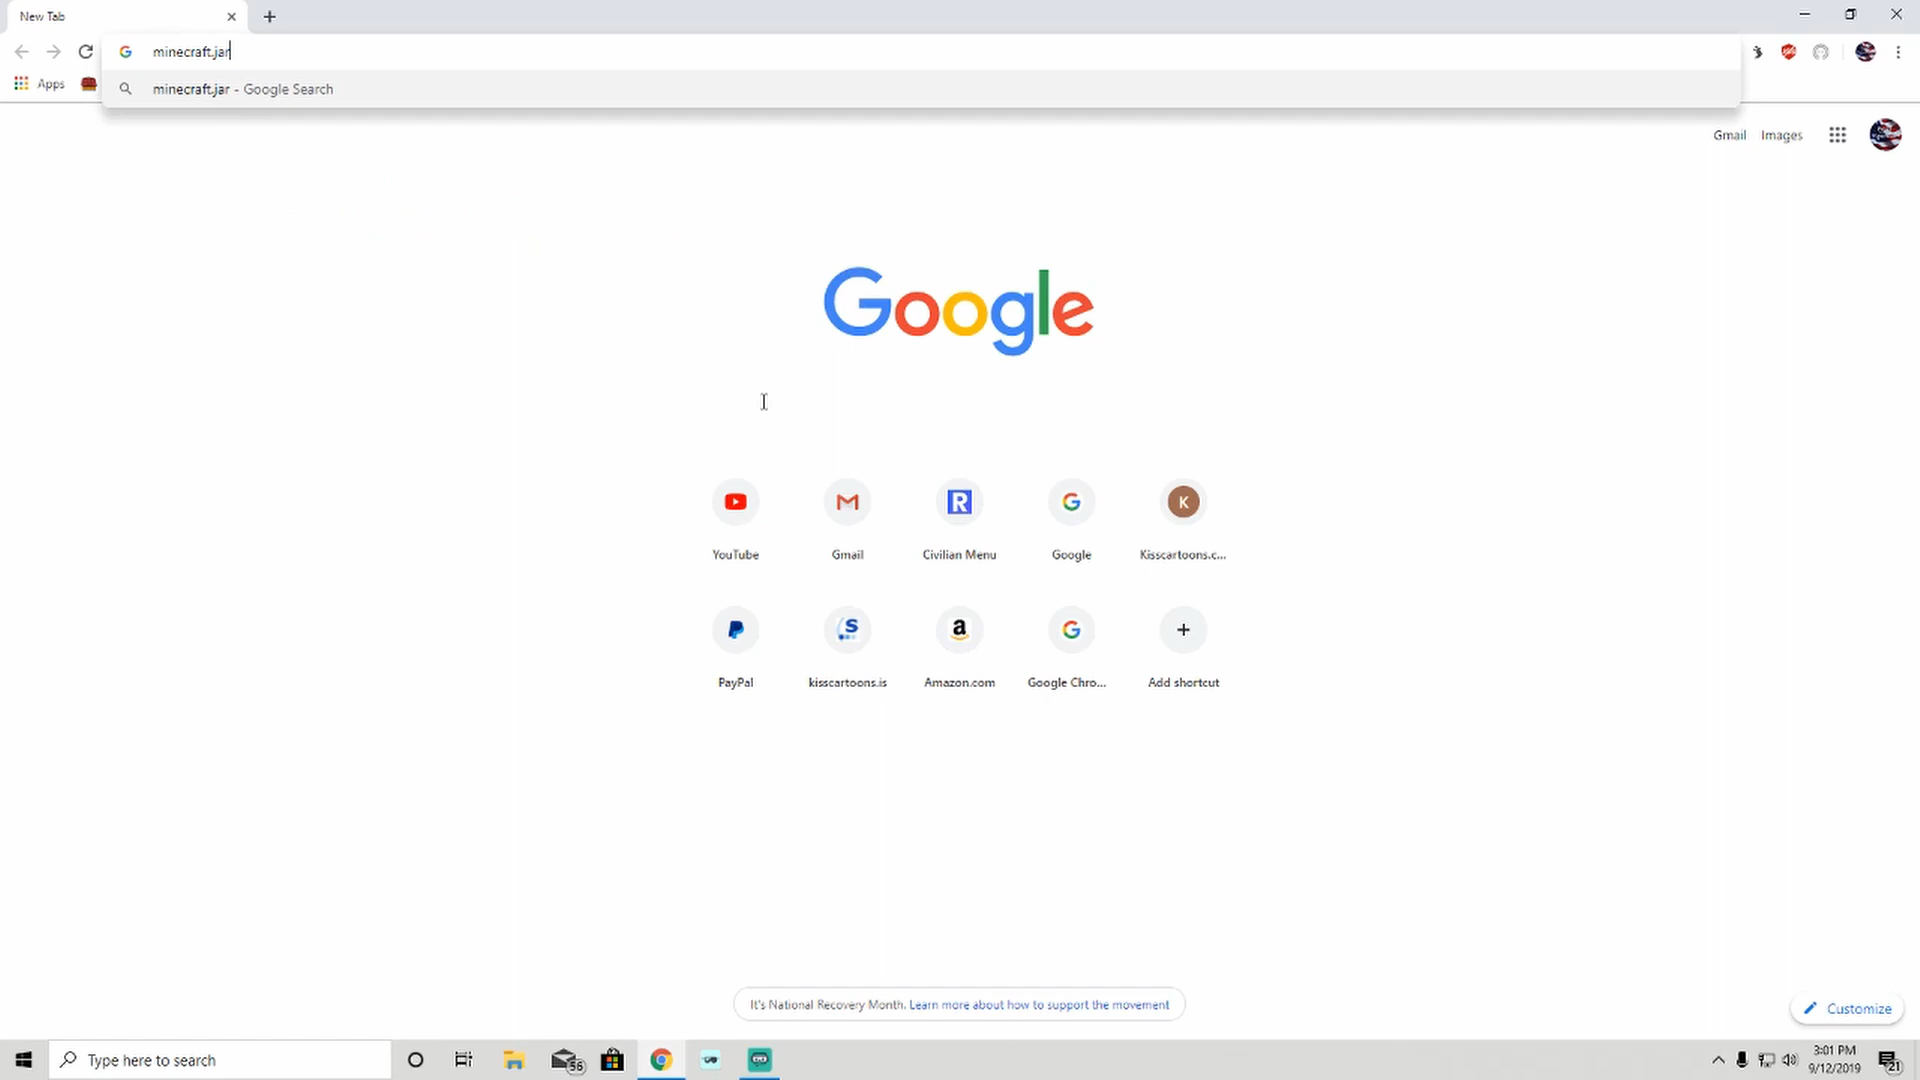 New Tab
minecraft.jar
Apps
minecraft.jar - Google Search
Gmail Images
Google
YouTube Gmail Civilian Menu Google Kisscartoons.c...
PayPal kisscartoons.is Amazon.com Google Chro... Add shortcut
It's National Recovery Month. Learn more about how to support the movement
Customize
Type here to search
56
3:01 PM
9/12/2019
21